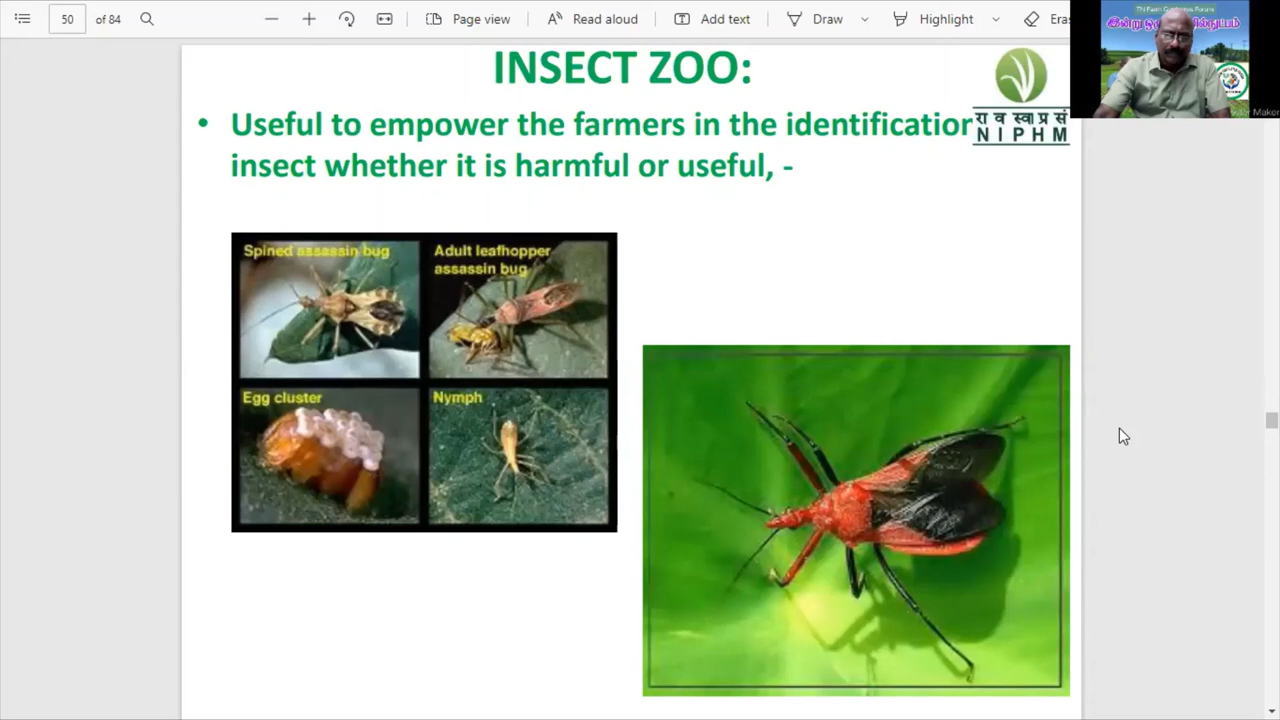 50 of 84
Page view
Read aloud
Add text
Draw
Highlight
INSECT ZOO:
• Useful to empower the farmers in the identification
insect whether it is harmful or useful, -
रा व स्वा प्र सं
NIPHM
Spined assassin bug
Adult leafhopper
assassin bug
Egg cluster
Nymph